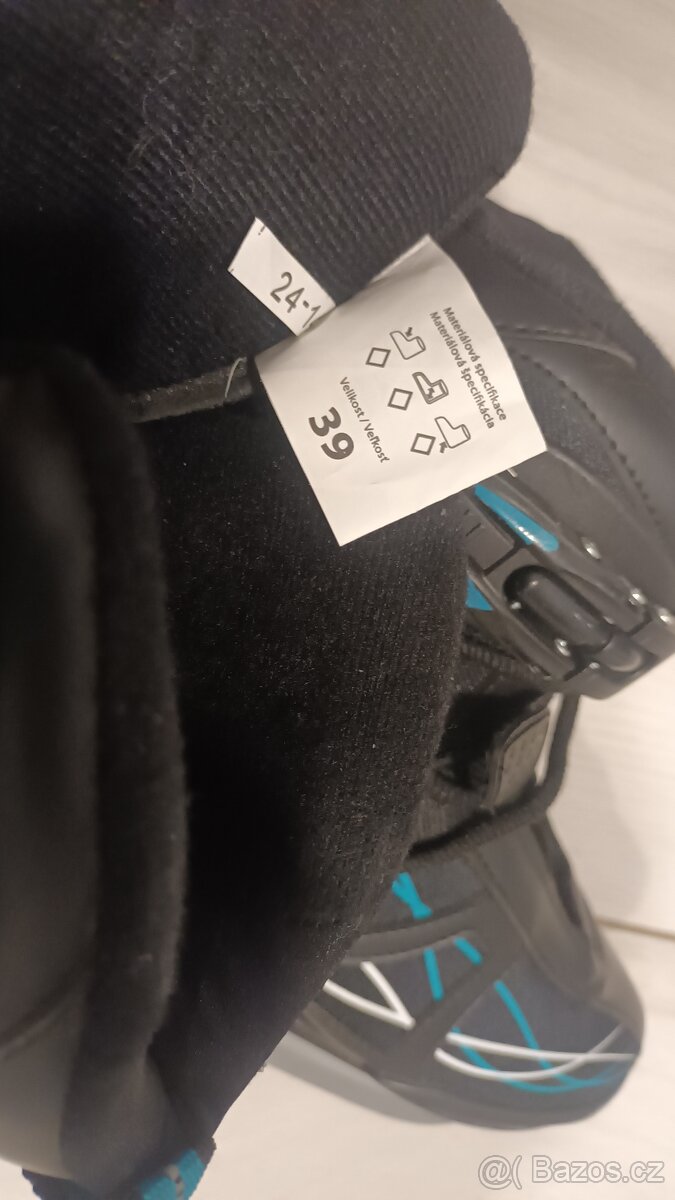 24-1
Materiálová specifikace
Materiálová špecifikácia
Velikost / Veľkosť
39
@( Bazos.cz